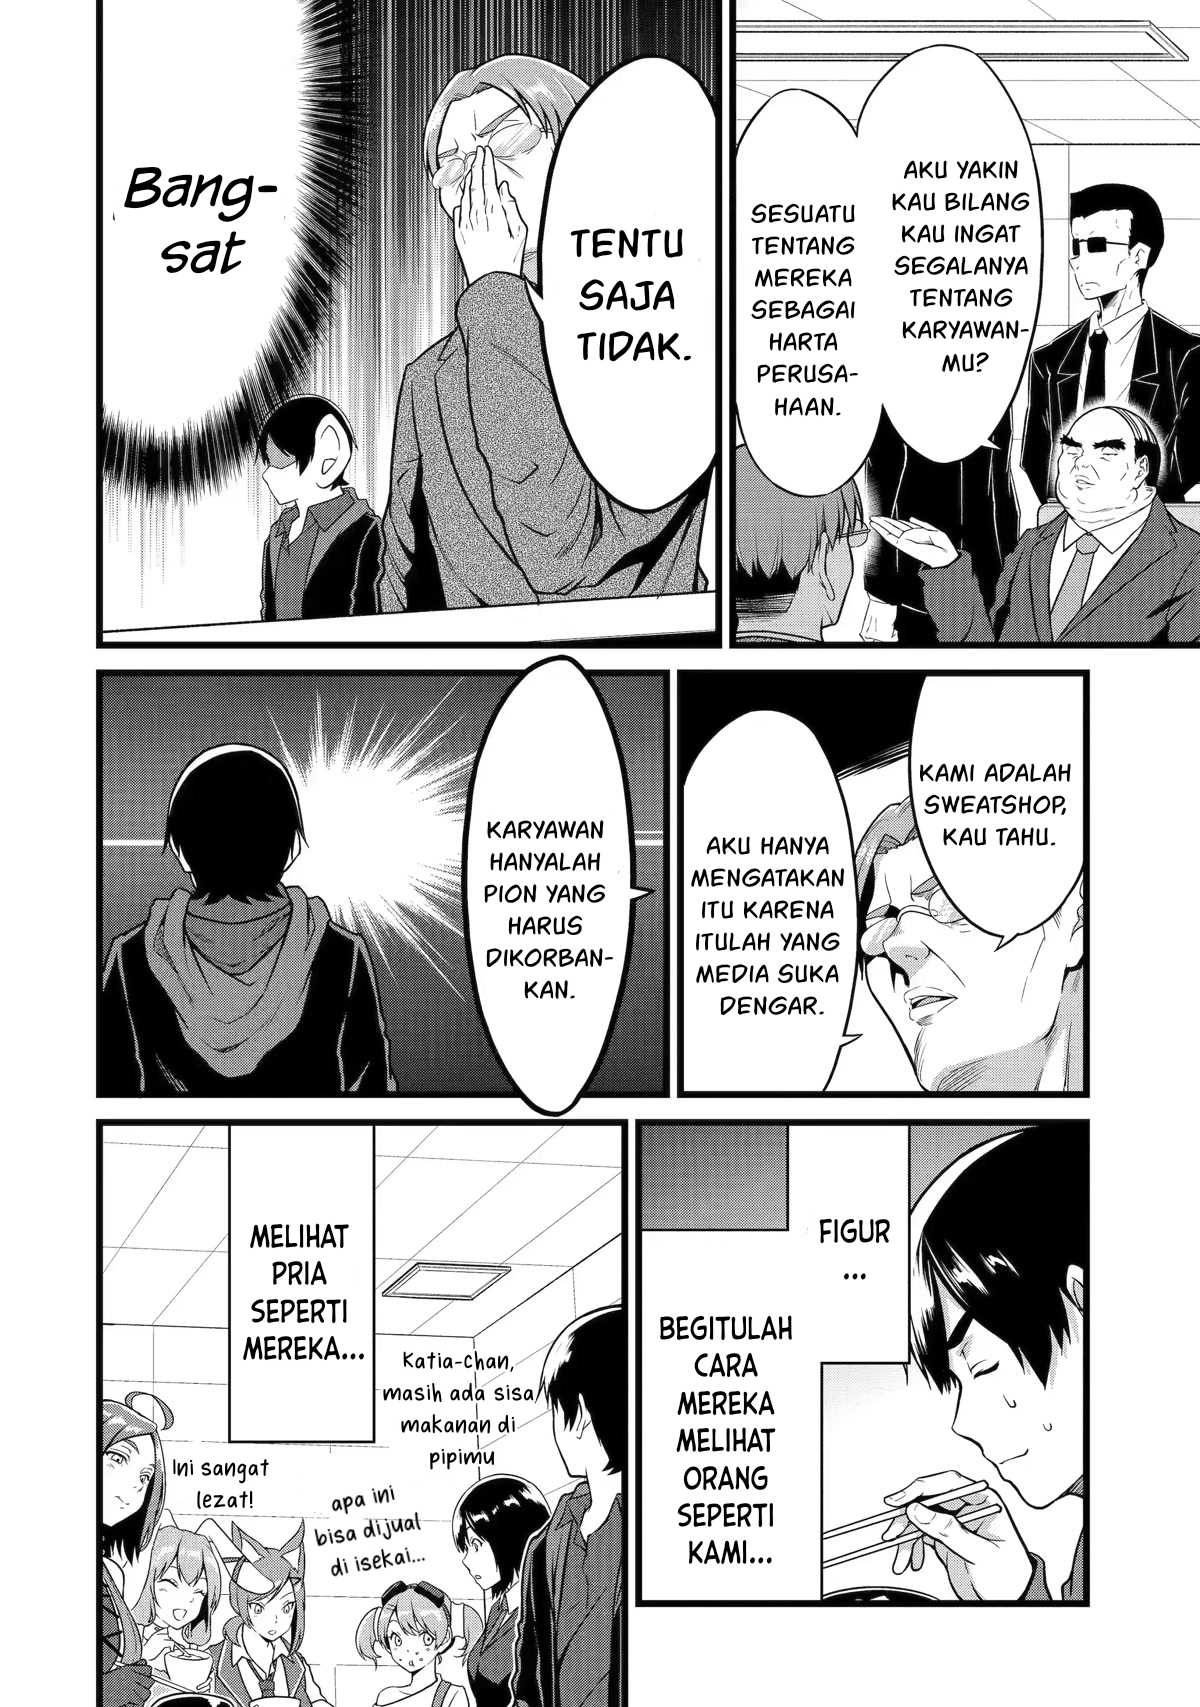 AKU YAKIN
KAU BILANG
KAU INGAT
SEGALANYA
TENTANG
KARYAWAN-
MU?
SESUATU
TENTANG
MEREKA
SEBAGAI
HARTA
PERUSA-
HAAN.
TENTU
SAJA
TIDAK.
Bang-
sat
KAMI ADALAH
SWEATSHOP,
KAU TAHU.
AKU HANYA
MENGATAKAN
ITU KARENA
ITULAH YANG
MEDIA SUKA
DENGAR.
KARYAWAN
HANYALAH
PION YANG
HARUS
DIKORBAN-
KAN.
FIGUR
...
BEGITULAH
CARA
MEREKA
MELIHAT
ORANG
SEPERTI
KAMI...
MELIHAT
PRIA
SEPERTI
MEREKA...
Katia-chan,
masih ada sisa
makanan di
pipimu
apa ini
bisa dijual
di isekai...
Ini sangat
lezat!